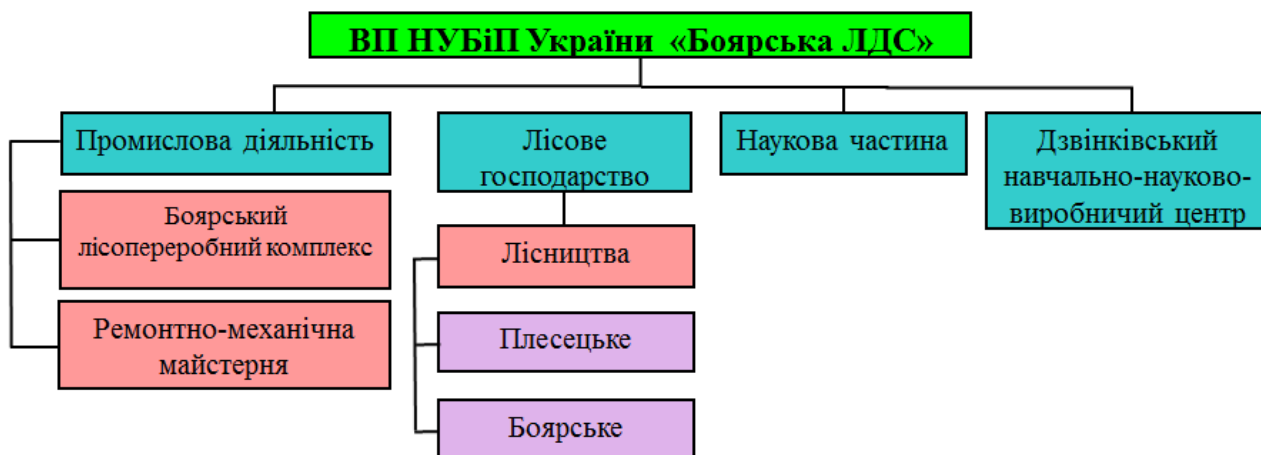 ВП НУБіП України «Боярська ЛДС»
Промислова діяльність
Боярський
лісопереробний комплекс
Ремонтно-механічна
майстерня
Лісове
господарство
Лісництва
Плесецьке
Боярське
Наукова частина
Дзвінківський
навчально-науково-
виробничий центр